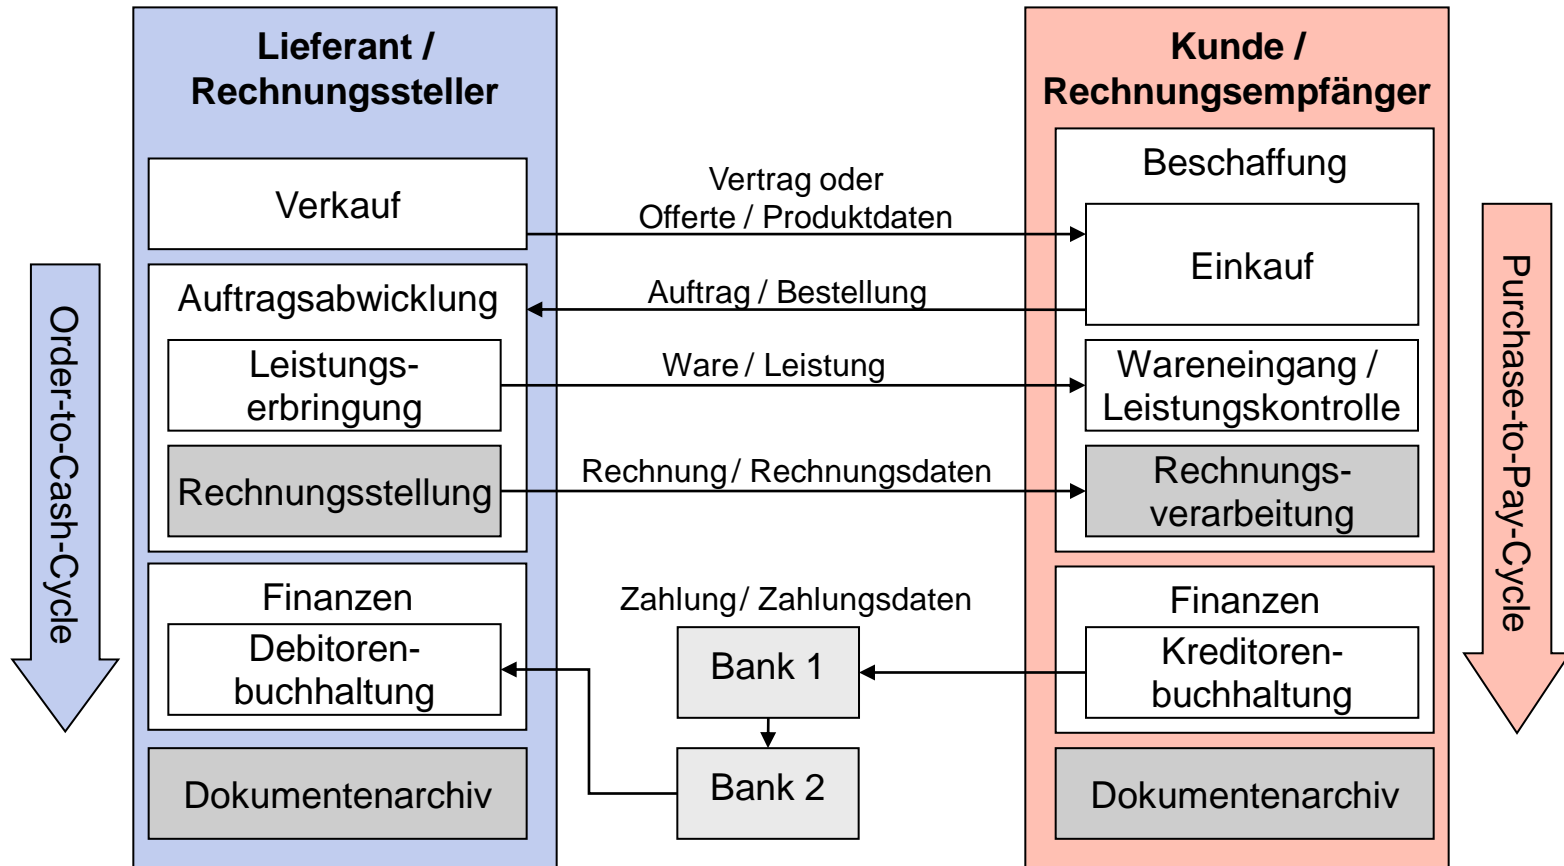 Lieferant /
Rechnungssteller
Kunde /
Rechnungsempfänger
Verkauf
Vertrag oder
Offerte / Produktdaten
Beschaffung
Einkauf
Auftragsabwicklung
Auftrag / Bestellung
Leistungs-
erbringung
Ware / Leistung
Wareneingang /
Leistungskontrolle
Rechnungsstellung
Rechnung / Rechnungsdaten
Rechnungs-
verarbeitung
Finanzen
Debitoren-
buchhaltung
Zahlung / Zahlungsdaten
Bank 1
Bank 2
Finanzen
Kreditoren-
buchhaltung
Dokumentenarchiv
Dokumentenarchiv
Order-to-Cash-Cycle
Purchase-to-Pay-Cycle